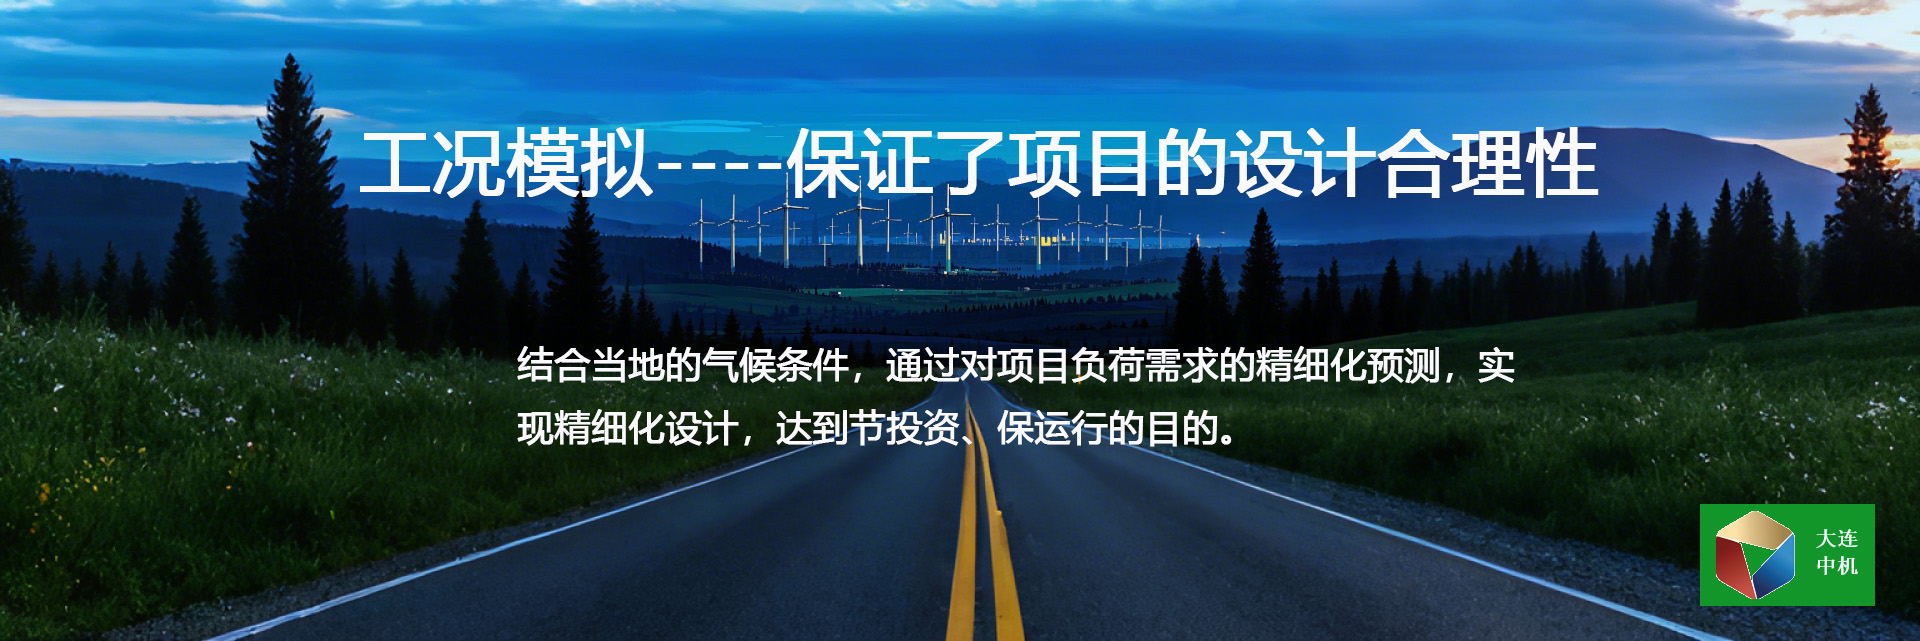 工况模拟----保证了项目的设计合理性
结合当地的气候条件，通过对项目负荷需求的精细化预测，实
现精细化设计，达到节投资、保运行的目的。
大连
中机